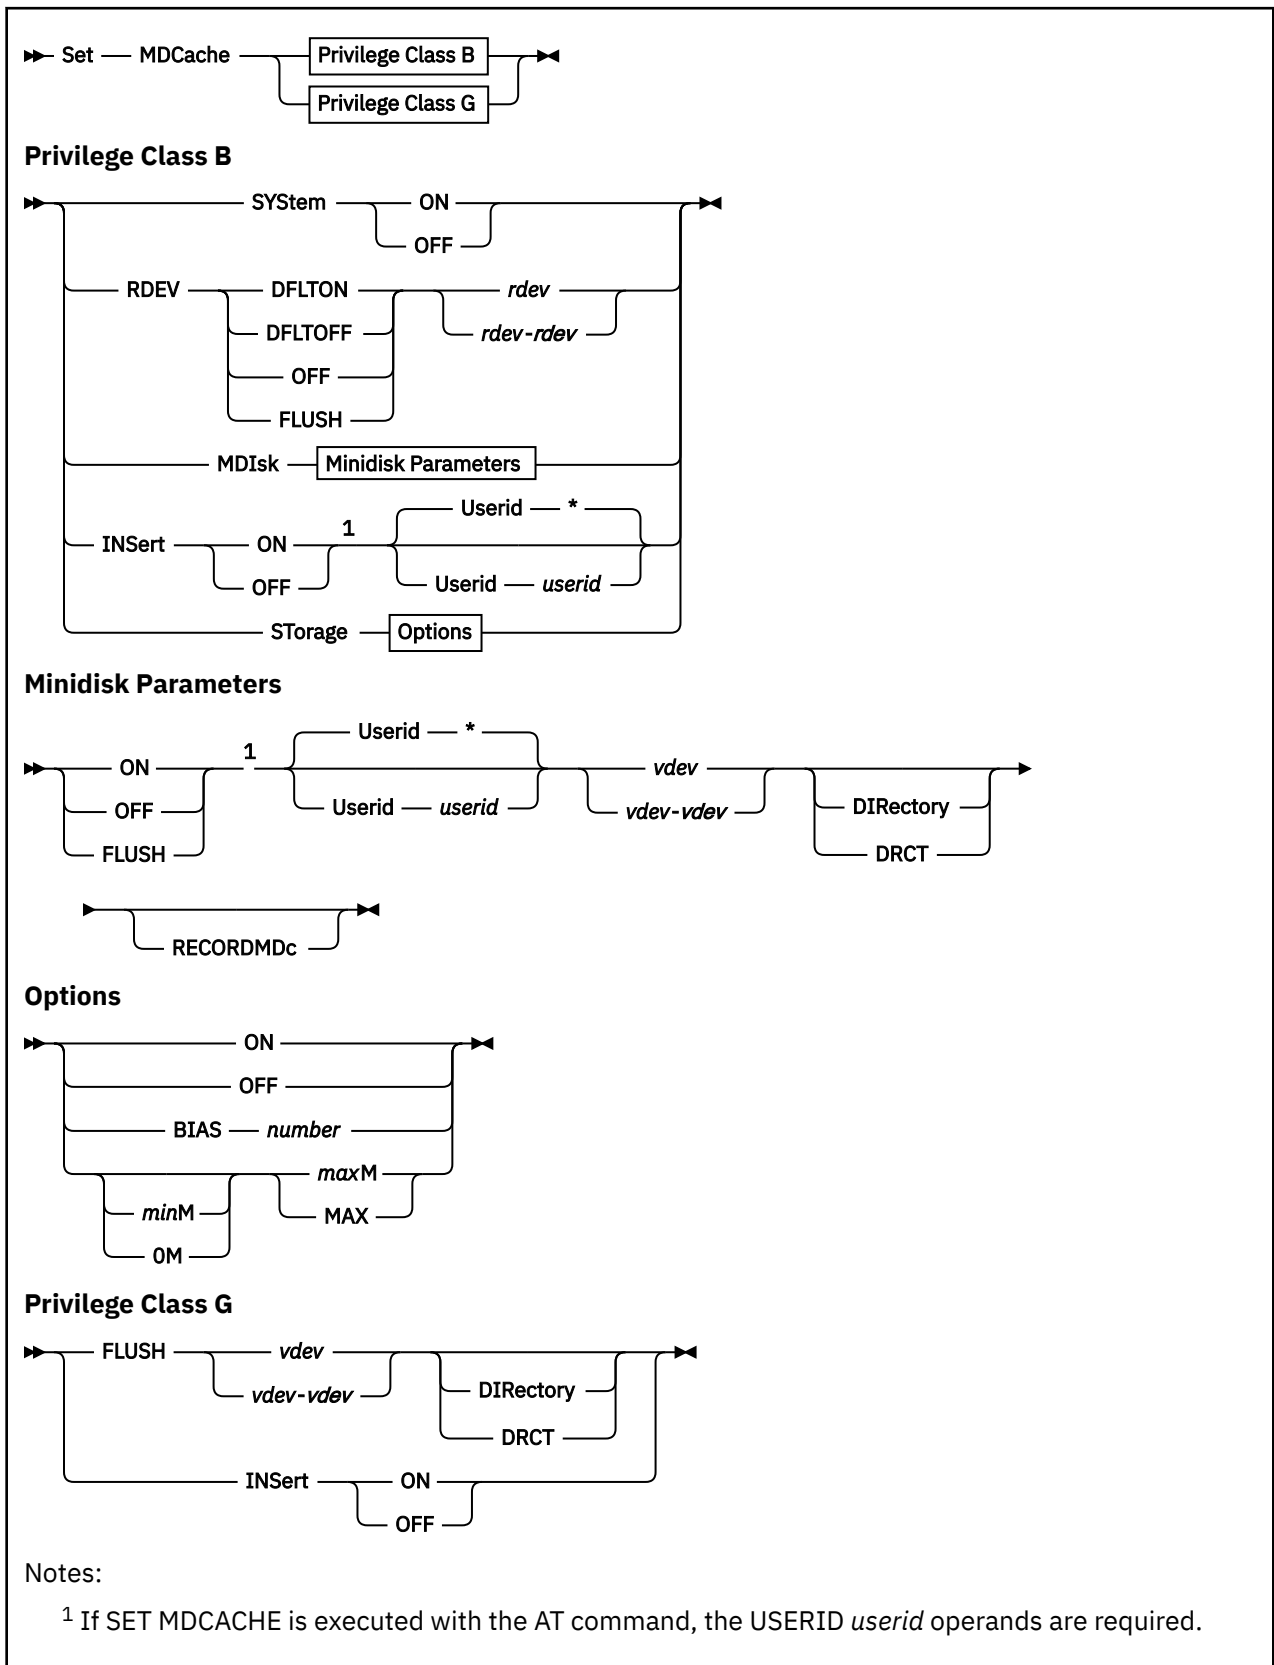 Set MDCache Privilege Class B
Privilege Class G
Privilege Class B
SYStem ON
OFF
RDEV DFLTON rdev
DFLTOFF rdev-rdev
OFF
FLUSH
MDIsk Minidisk Parameters
Userid *
INSert ON 1
OFF Userid userid
STorage Options
Minidisk Parameters
Userid *
ON 1 vdev
OFF Userid userid vdev-vdev DIRectory
FLUSH DRCT
RECORDMDc
Options
ON
OFF
BIAS number
maxM
minM MAX
0M
Privilege Class G
FLUSH vdev
vdev-vdev DIRectory
DRCT
INSert ON
OFF
Notes:
1 If SET MDCACHE is executed with the AT command, the USERID userid operands are required.